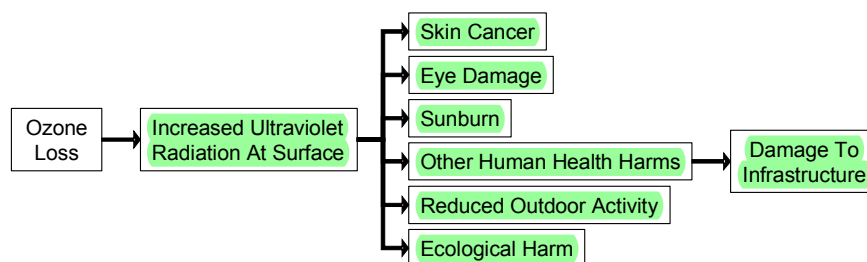 Ozone
Loss
Increased Ultraviolet
Radiation At Surface
Skin Cancer
Eye Damage
Sunburn
Other Human Health Harms
Reduced Outdoor Activity
Ecological Harm
Damage To
Infrastructure